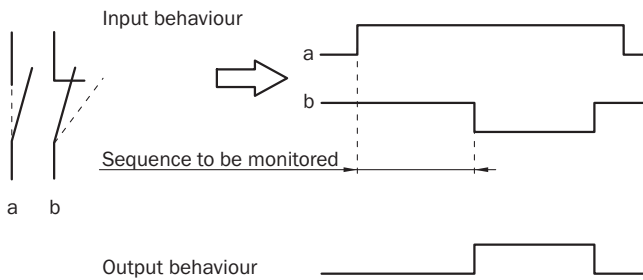 Input behaviour
a
b
Sequence to be monitored
a b
Output behaviour